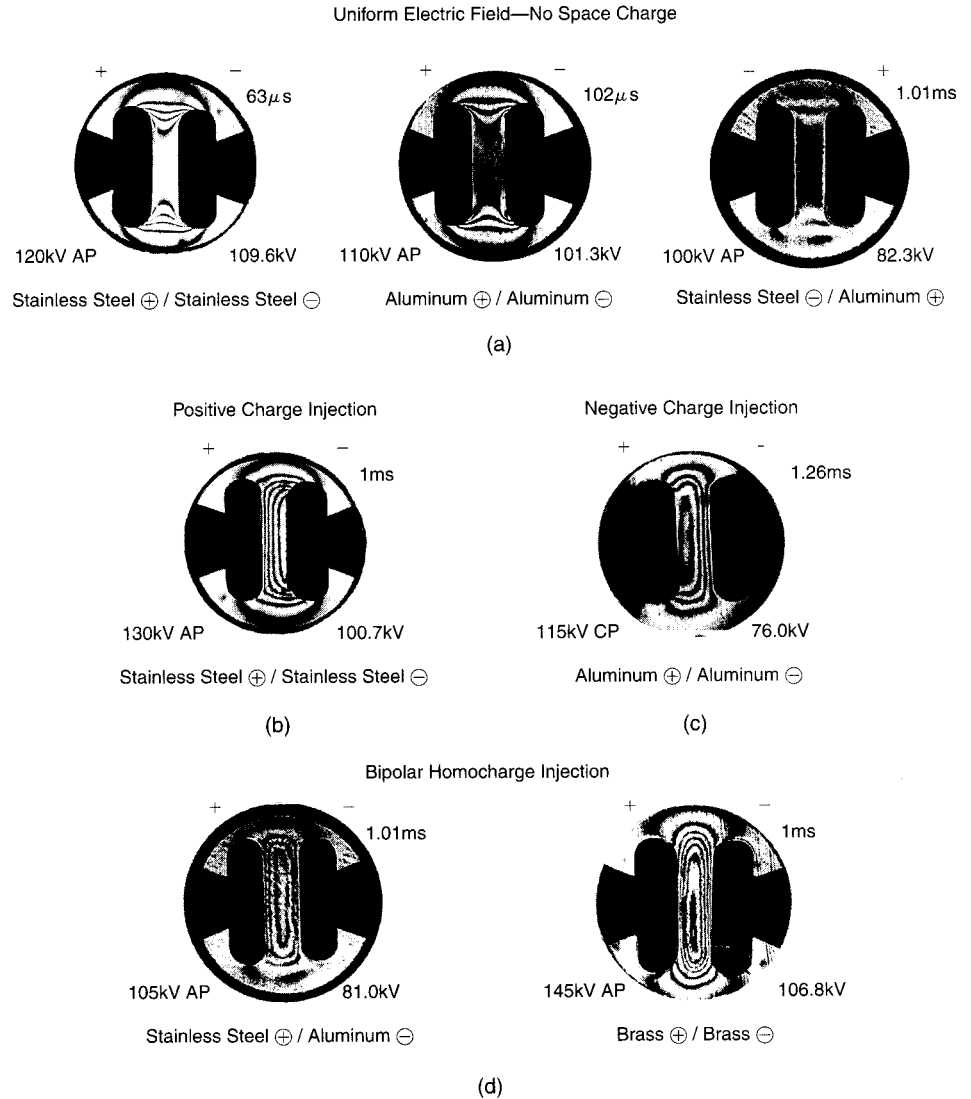 Uniform Electric Field—No Space Charge
+ − + − − +
63μs 102μs 1.01ms
120kV AP 109.6kV 110kV AP 101.3kV 100kV AP 82.3kV
Stainless Steel ⊕ / Stainless Steel ⊖ Aluminum ⊕ / Aluminum ⊖ Stainless Steel ⊖ / Aluminum ⊕
(a)
Positive Charge Injection Negative Charge Injection
+ − + -
1ms 1.26ms
130kV AP 100.7kV 115kV CP 76.0kV
Stainless Steel ⊕ / Stainless Steel ⊖ Aluminum ⊕ / Aluminum ⊖
(b) (c)
Bipolar Homocharge Injection
+ − + −
1.01ms 1ms
105kV AP 81.0kV 145kV AP 106.8kV
Stainless Steel ⊕ / Aluminum ⊖ Brass ⊕ / Brass ⊖
(d)